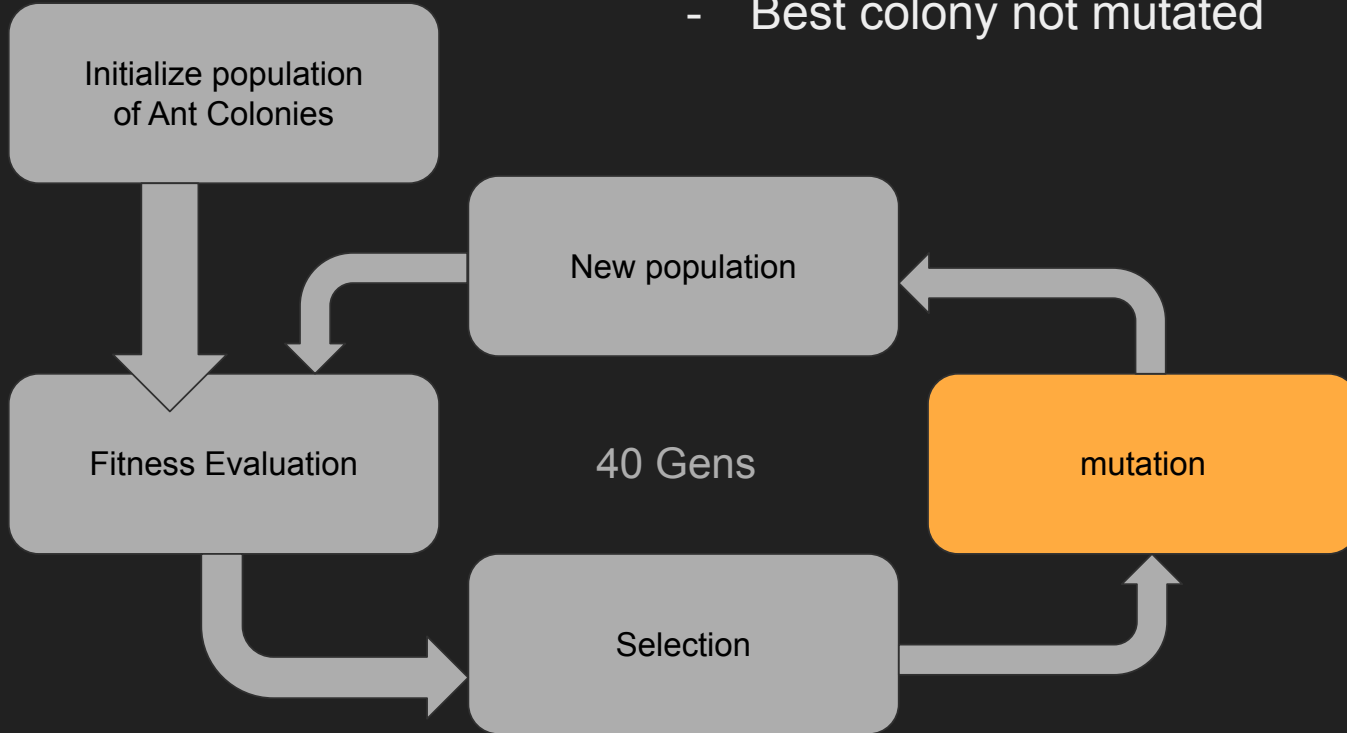 - Best colony not mutated
Initialize population
of Ant Colonies
New population
Fitness Evaluation
40 Gens
mutation
Selection